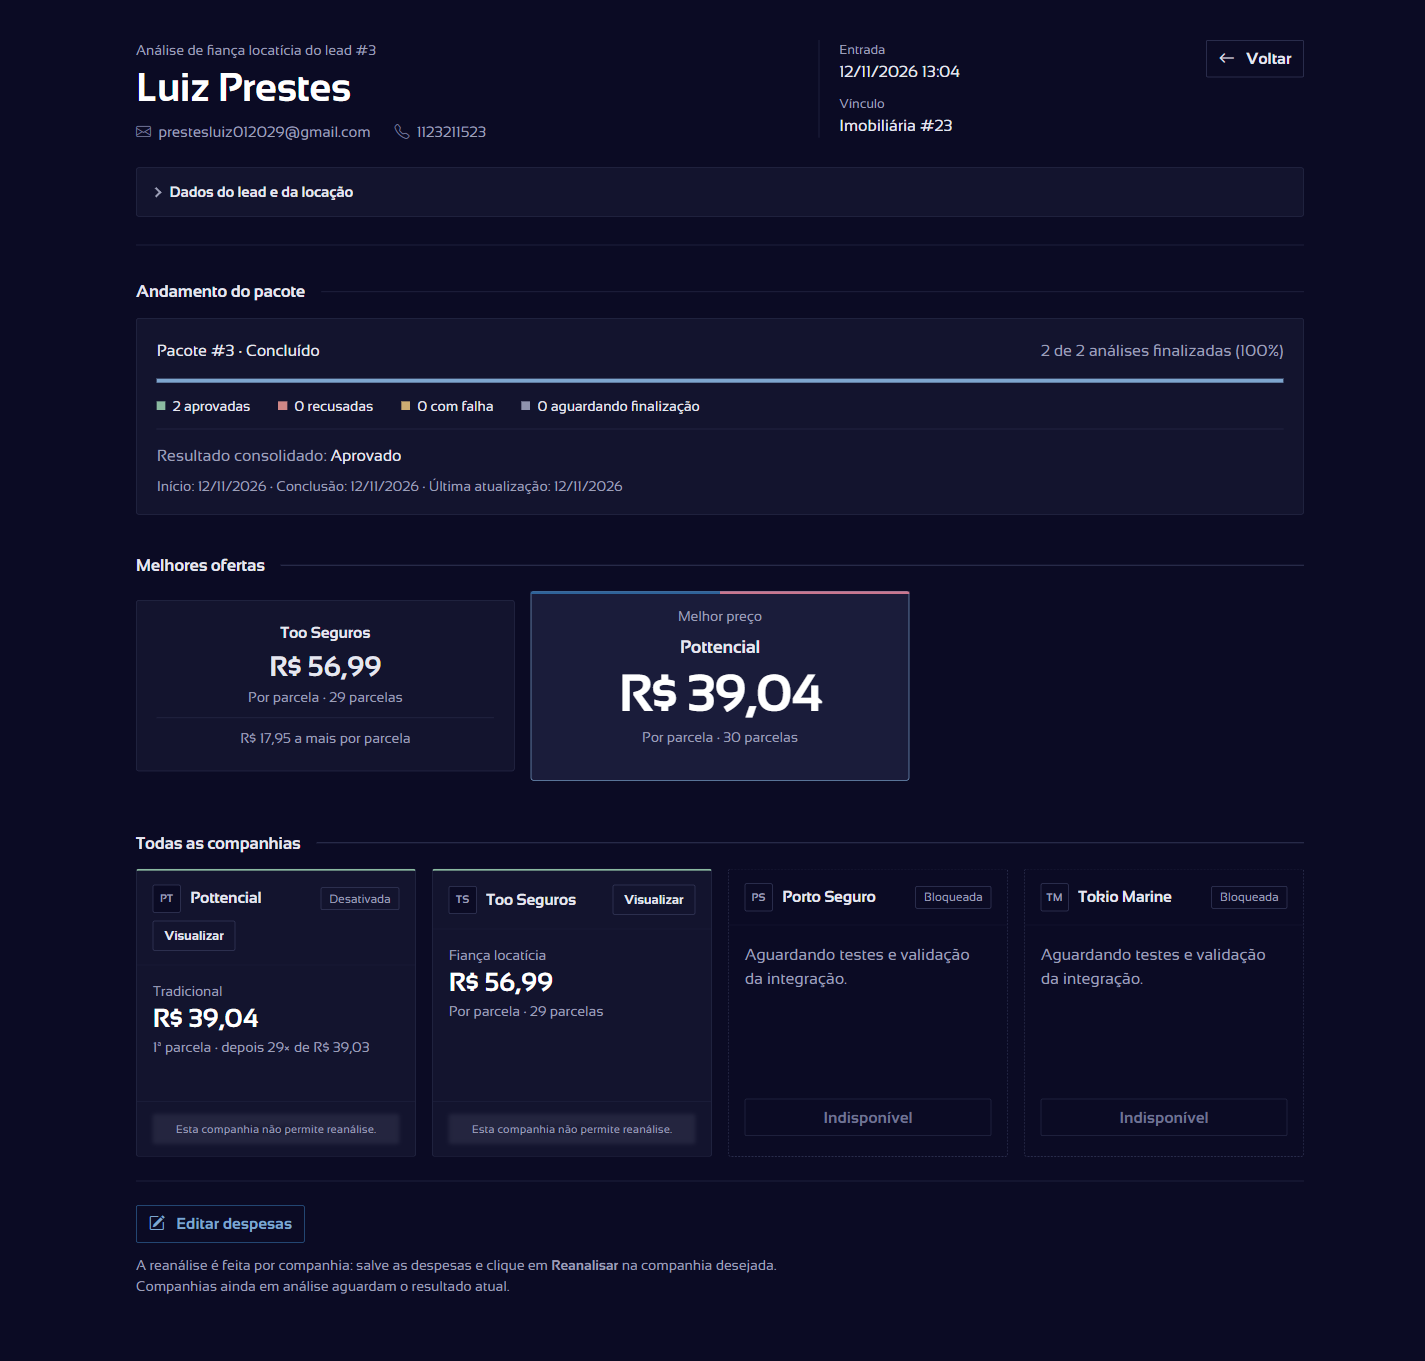 Análise de fiança locatícia do lead #3
Luiz Prestes
prestesluiz012029@gmail.com 1123211523
Entrada
12/11/2026 13:04
Vínculo
Imobiliária #23
Voltar
Dados do lead e da locação
Andamento do pacote
Pacote #3 · Concluído
2 de 2 análises finalizadas (100%)
2 aprovadas 0 recusadas 0 com falha 0 aguardando finalização
Resultado consolidado: Aprovado
Início: 12/11/2026 · Conclusão: 12/11/2026 · Última atualização: 12/11/2026
Melhores ofertas
Too Seguros
R$ 56,99
Por parcela · 29 parcelas
R$ 17,95 a mais por parcela
Melhor preço
Pottencial
R$ 39,04
Por parcela · 30 parcelas
Todas as companhias
PT Pottencial Desativada
Visualizar
Tradicional
R$ 39,04
1ª parcela · depois 29× de R$ 39,03
Esta companhia não permite reanálise.
TS Too Seguros Visualizar
Fiança locatícia
R$ 56,99
Por parcela · 29 parcelas
Esta companhia não permite reanálise.
PS Porto Seguro Bloqueada
Aguardando testes e validação
da integração.
Indisponível
TM Tokio Marine Bloqueada
Aguardando testes e validação
da integração.
Indisponível
Editar despesas
A reanálise é feita por companhia: salve as despesas e clique em Reanalisar na companhia desejada.
Companhias ainda em análise aguardam o resultado atual.